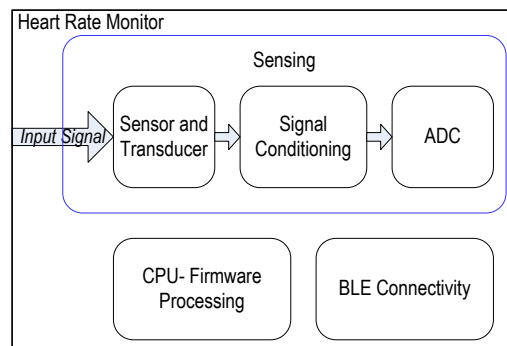 Heart Rate Monitor
Sensing
Input Signal
Sensor and
Transducer
Signal
Conditioning
ADC
CPU- Firmware
Processing
BLE Connectivity